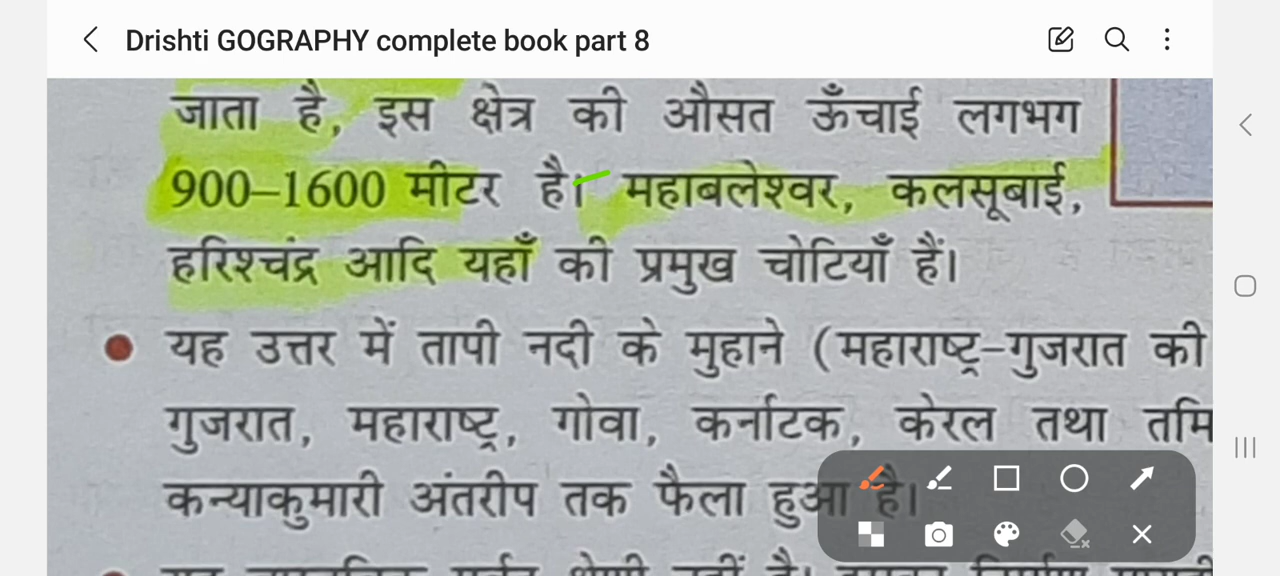 Drishti GOGRAPHY complete book part 8
जाता है, इस क्षेत्र की औसत ऊँचाई लगभग
900–1600 मीटर है। महाबलेश्वर, कलसूबाई,
हरिश्चंद्र आदि यहाँ की प्रमुख चोटियाँ हैं।
यह उत्तर में तापी नदी के मुहाने (महाराष्ट्र–गुजरात की
गुजरात, महाराष्ट्र, गोवा, कर्नाटक, केरल तथा तमि
कन्याकुमारी अंतरीप तक फैला हुआ है।